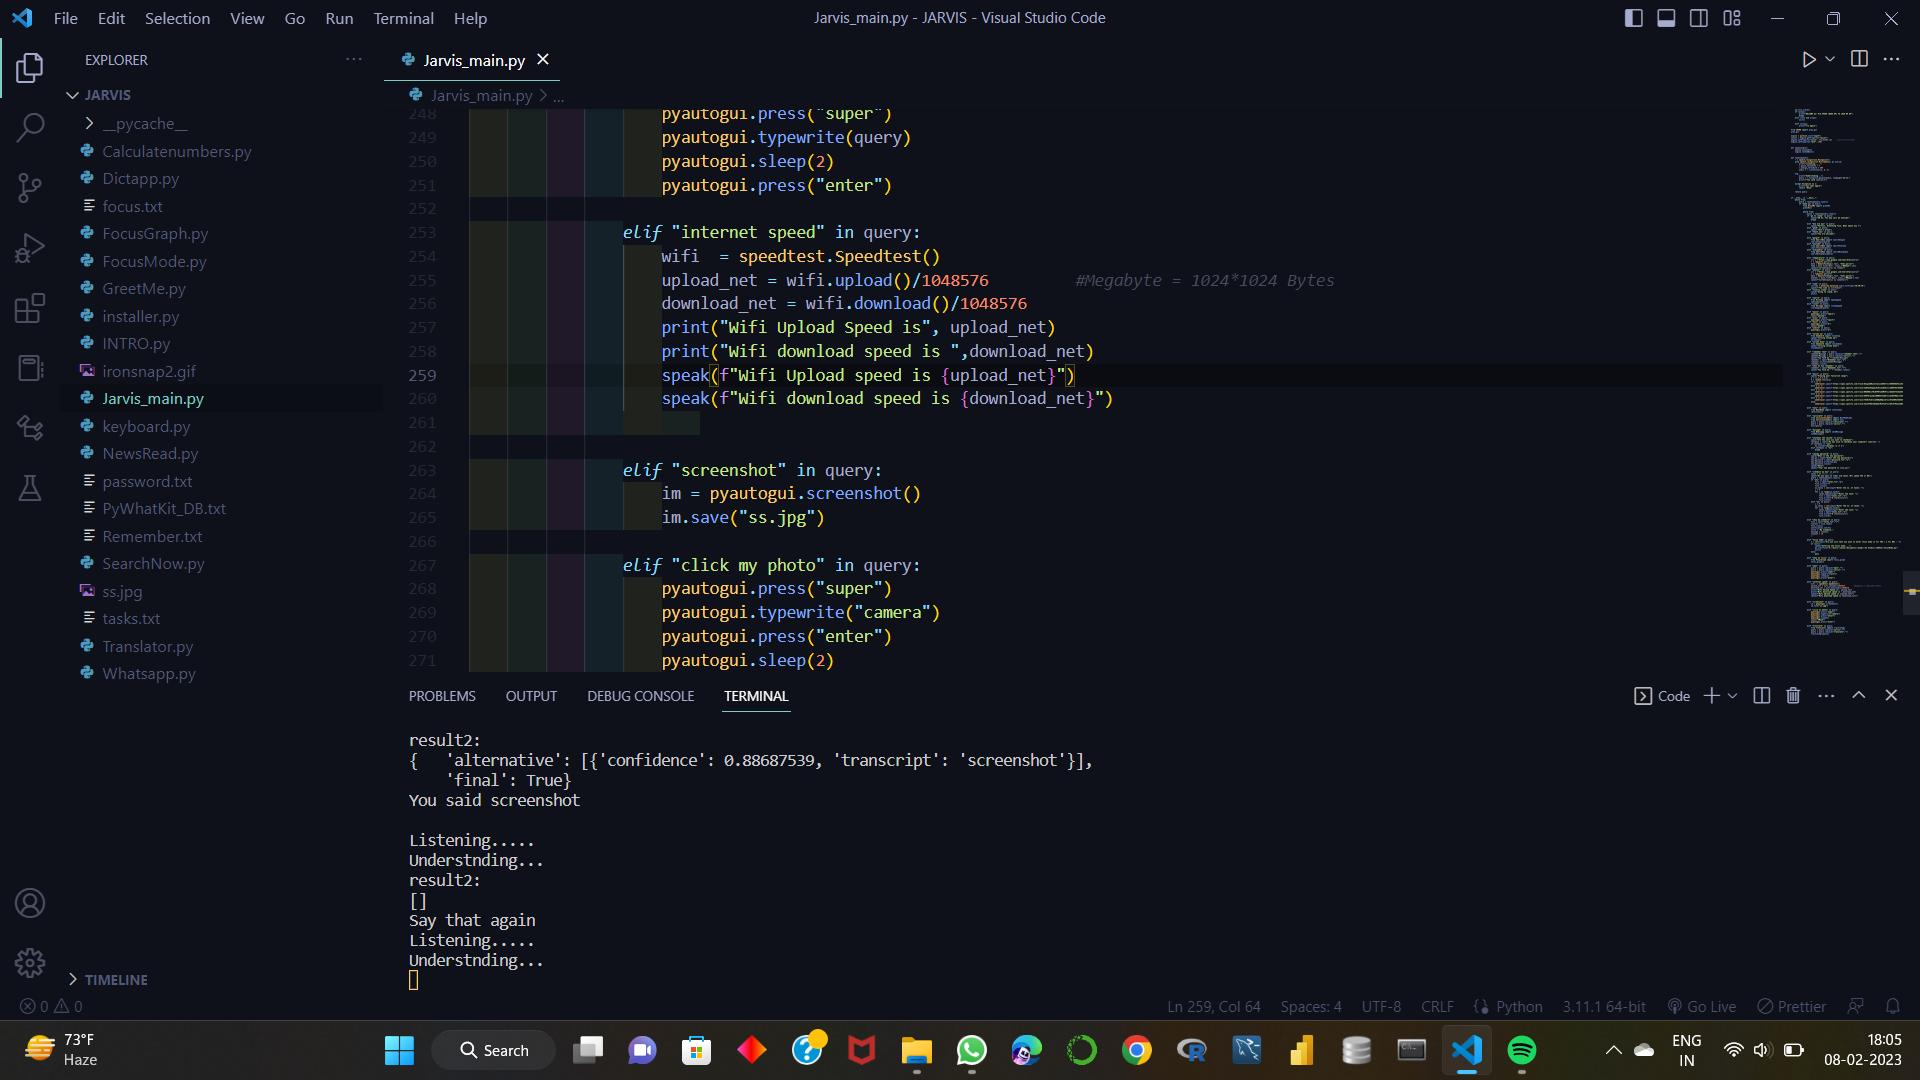 File Edit Selection View Go Run Terminal Help
Jarvis_main.py - JARVIS - Visual Studio Code
EXPLORER
JARVIS
__pycache__
Calculatenumbers.py
Dictapp.py
focus.txt
FocusGraph.py
FocusMode.py
GreetMe.py
installer.py
INTRO.py
ironsnap2.gif
Jarvis_main.py
keyboard.py
NewsRead.py
password.txt
PyWhatKit_DB.txt
Remember.txt
SearchNow.py
ss.jpg
tasks.txt
Translator.py
Whatsapp.py
TIMELINE
Jarvis_main.py
Jarvis_main.py > ...
248 pyautogui.press("super")
249 pyautogui.typewrite(query)
250 pyautogui.sleep(2)
251 pyautogui.press("enter")
252
253 elif "internet speed" in query:
254 wifi  = speedtest.Speedtest()
255 upload_net = wifi.upload()/1048576         #Megabyte = 1024*1024 Bytes
256 download_net = wifi.download()/1048576
257 print("Wifi Upload Speed is", upload_net)
258 print("Wifi download speed is ",download_net)
259 speak(f"Wifi Upload speed is {upload_net}")
260 speak(f"Wifi download speed is {download_net}")
261
262
263 elif "screenshot" in query:
264 im = pyautogui.screenshot()
265 im.save("ss.jpg")
266
267 elif "click my photo" in query:
268 pyautogui.press("super")
269 pyautogui.typewrite("camera")
270 pyautogui.press("enter")
271 pyautogui.sleep(2)
PROBLEMS OUTPUT DEBUG CONSOLE TERMINAL
Code
result2:
{   'alternative': [{'confidence': 0.88687539, 'transcript': 'screenshot'}],
    'final': True}
You said screenshot
Listening.....
Understnding...
result2:
[]
Say that again
Listening.....
Understnding...
0 0
Ln 259, Col 64 Spaces: 4 UTF-8 CRLF Python 3.11.1 64-bit Go Live Prettier
73°F
Haze
Search
ENG
IN
18:05
08-02-2023